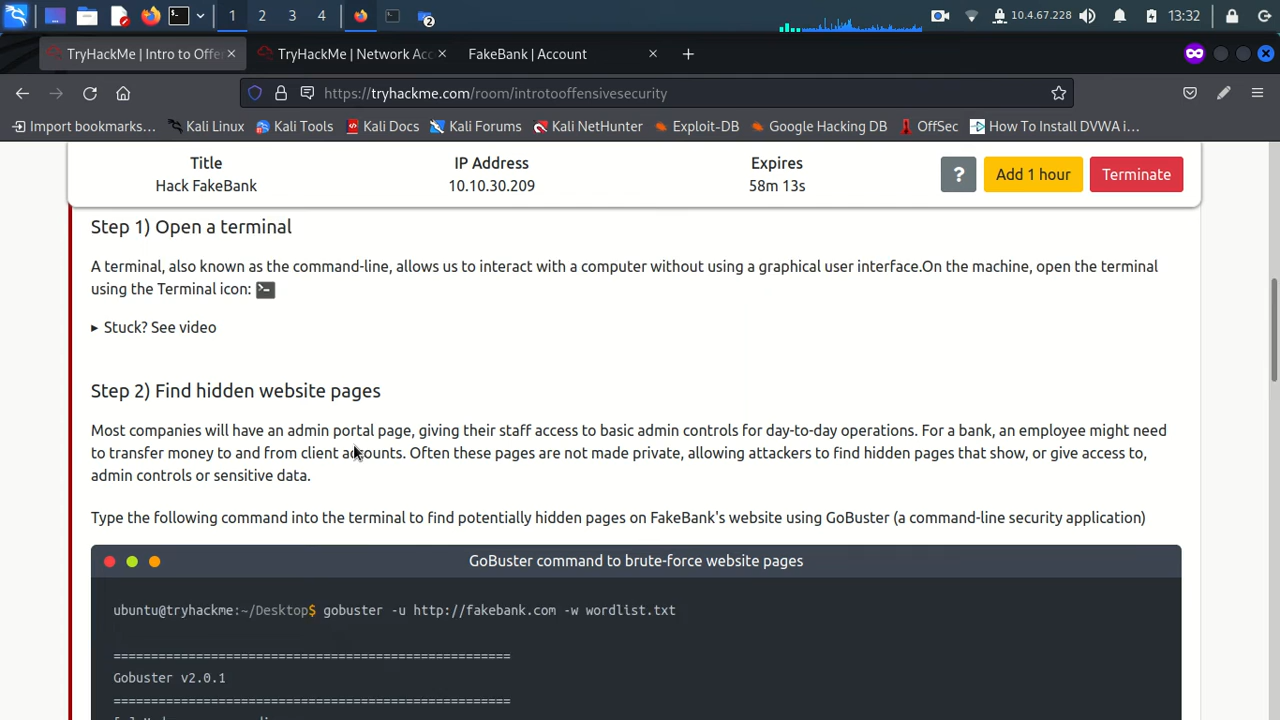 1 2 3 4 2 10.4.67.228 13:32
TryHackMe | Intro to Offen TryHackMe | Network Acc FakeBank | Account
https://tryhackme.com/room/introtooffensivesecurity
Import bookmarks... Kali Linux Kali Tools Kali Docs Kali Forums Kali NetHunter Exploit-DB Google Hacking DB OffSec How To Install DVWA i...
Title IP Address Expires
Hack FakeBank 10.10.30.209 58m 13s ? Add 1 hour Terminate
Step 1) Open a terminal
A terminal, also known as the command-line, allows us to interact with a computer without using a graphical user interface.On the machine, open the terminal
using the Terminal icon:
Stuck? See video
Step 2) Find hidden website pages
Most companies will have an admin portal page, giving their staff access to basic admin controls for day-to-day operations. For a bank, an employee might need
to transfer money to and from client accounts. Often these pages are not made private, allowing attackers to find hidden pages that show, or give access to,
admin controls or sensitive data.
Type the following command into the terminal to find potentially hidden pages on FakeBank's website using GoBuster (a command-line security application)
GoBuster command to brute-force website pages
ubuntu@tryhackme:~/Desktop$ gobuster -u http://fakebank.com -w wordlist.txt
=====================================================
Gobuster v2.0.1
=====================================================